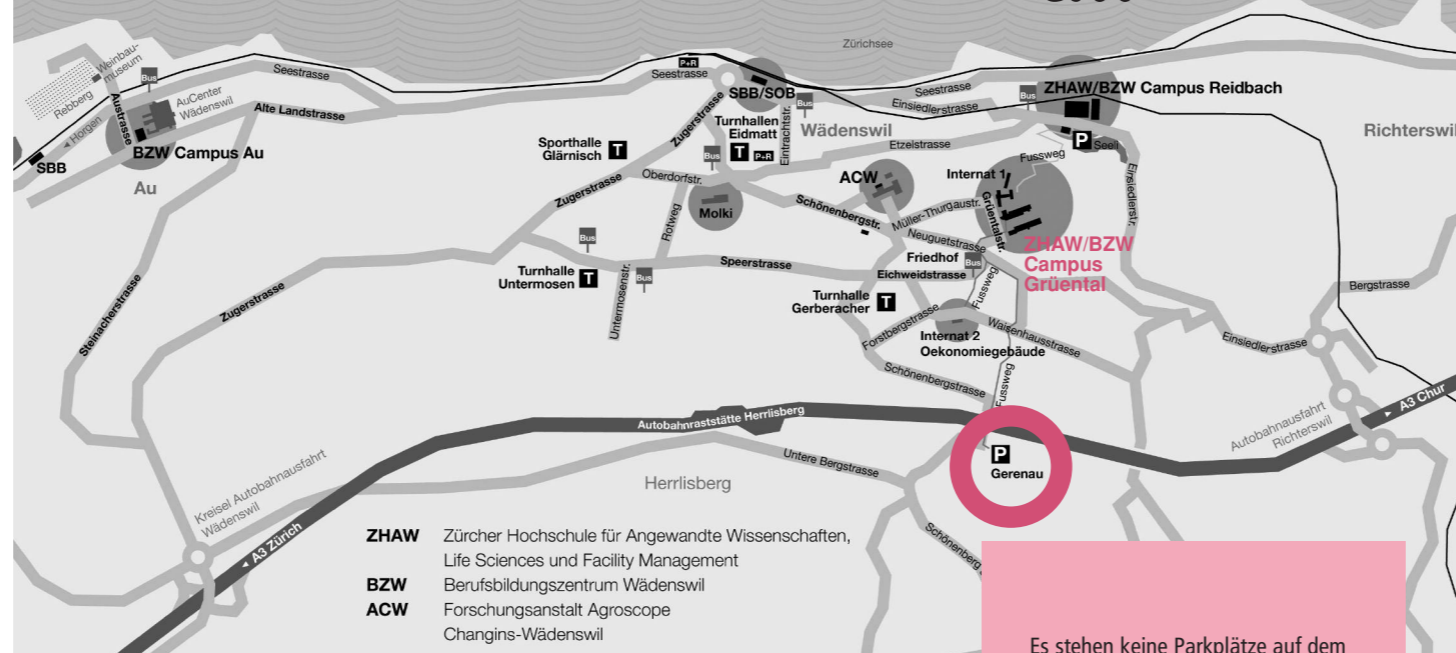 Zürichsee
Weinbau-
museum
Rebberg
Horgen
Austrasse
Bus
AuCenter
Wädenswil
Seestrasse
Alte Landstrasse
BZW Campus Au
SBB
Au
P+R
Seestrasse
SBB/SOB
Bus
Turnhallen
Eidmatt
T
P+R
Eintrachtstr.
Wädenswil
Zugerstrasse
Bus
Sporthalle
Glärnisch
T
Oberdorfstr.
Zugerstrasse
Rotweg
Molki
Schönenbergstr.
ACW
Etzelstrasse
Seestrasse
Einsiedlerstrasse
Bus
ZHAW/BZW Campus Reidbach
P
Seeli
Fussweg
Richterswil
Einsiedlerstr.
Internat 1
Müller-Thurgaustr.
Grüentalstr.
Neuguetstrasse
ZHAW/BZW
Campus
Grüental
Friedhof
Bus
Eichweidstrasse
Fussweg
Bus
Turnhalle
Untermosen
T
Bus
Untermosenstr.
Speerstrasse
Turnhalle
Gerberacher
T
Forstbergstrasse
Waisenhausstrasse
Internat 2
Oekonomiegebäude
Schönenbergstrasse
Fussweg
Steinacherstrasse
Zugerstrasse
Bergstrasse
Einsiedlerstrasse
A3 Chur
Autobahnausfahrt
Richterswil
Autobahnraststätte Herrlisberg
Untere Bergstrasse
P
Gerenau
Herrlisberg
Kreisel Autobahnausfahrt
Wädenswil
A3 Zürich
Schönenberg
ZHAW Zürcher Hochschule für Angewandte Wissenschaften,
Life Sciences und Facility Management
BZW Berufsbildungszentrum Wädenswil
ACW Forschungsanstalt Agroscope
Changins-Wädenswil
Es stehen keine Parkplätze auf dem